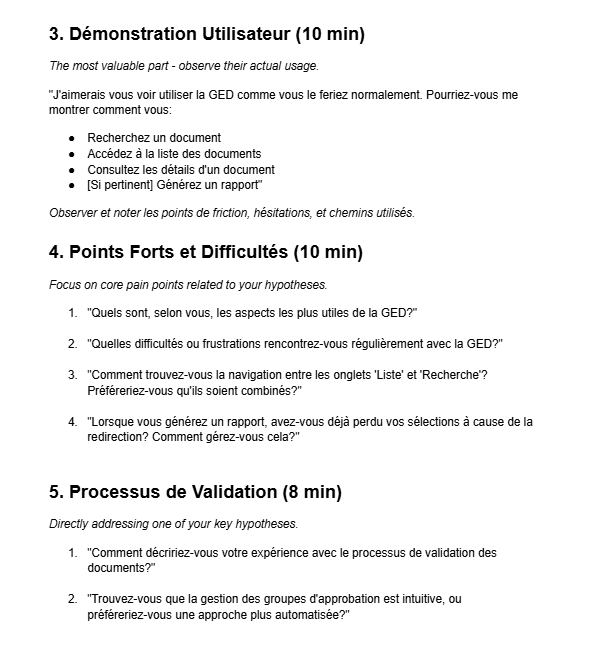 3. Démonstration Utilisateur (10 min)
The most valuable part - observe their actual usage.
"J'aimerais vous voir utiliser la GED comme vous le feriez normalement. Pourriez-vous me
montrer comment vous:
● Recherchez un document
● Accédez à la liste des documents
● Consultez les détails d'un document
● [Si pertinent] Générez un rapport"
Observer et noter les points de friction, hésitations, et chemins utilisés.
4. Points Forts et Difficultés (10 min)
Focus on core pain points related to your hypotheses.
1. "Quels sont, selon vous, les aspects les plus utiles de la GED?"
2. "Quelles difficultés ou frustrations rencontrez-vous régulièrement avec la GED?"
3. "Comment trouvez-vous la navigation entre les onglets 'Liste' et 'Recherche'?
Préféreriez-vous qu'ils soient combinés?"
4. "Lorsque vous générez un rapport, avez-vous déjà perdu vos sélections à cause de la
redirection? Comment gérez-vous cela?"
5. Processus de Validation (8 min)
Directly addressing one of your key hypotheses.
1. "Comment décririez-vous votre expérience avec le processus de validation des
documents?"
2. "Trouvez-vous que la gestion des groupes d'approbation est intuitive, ou
préféreriez-vous une approche plus automatisée?"